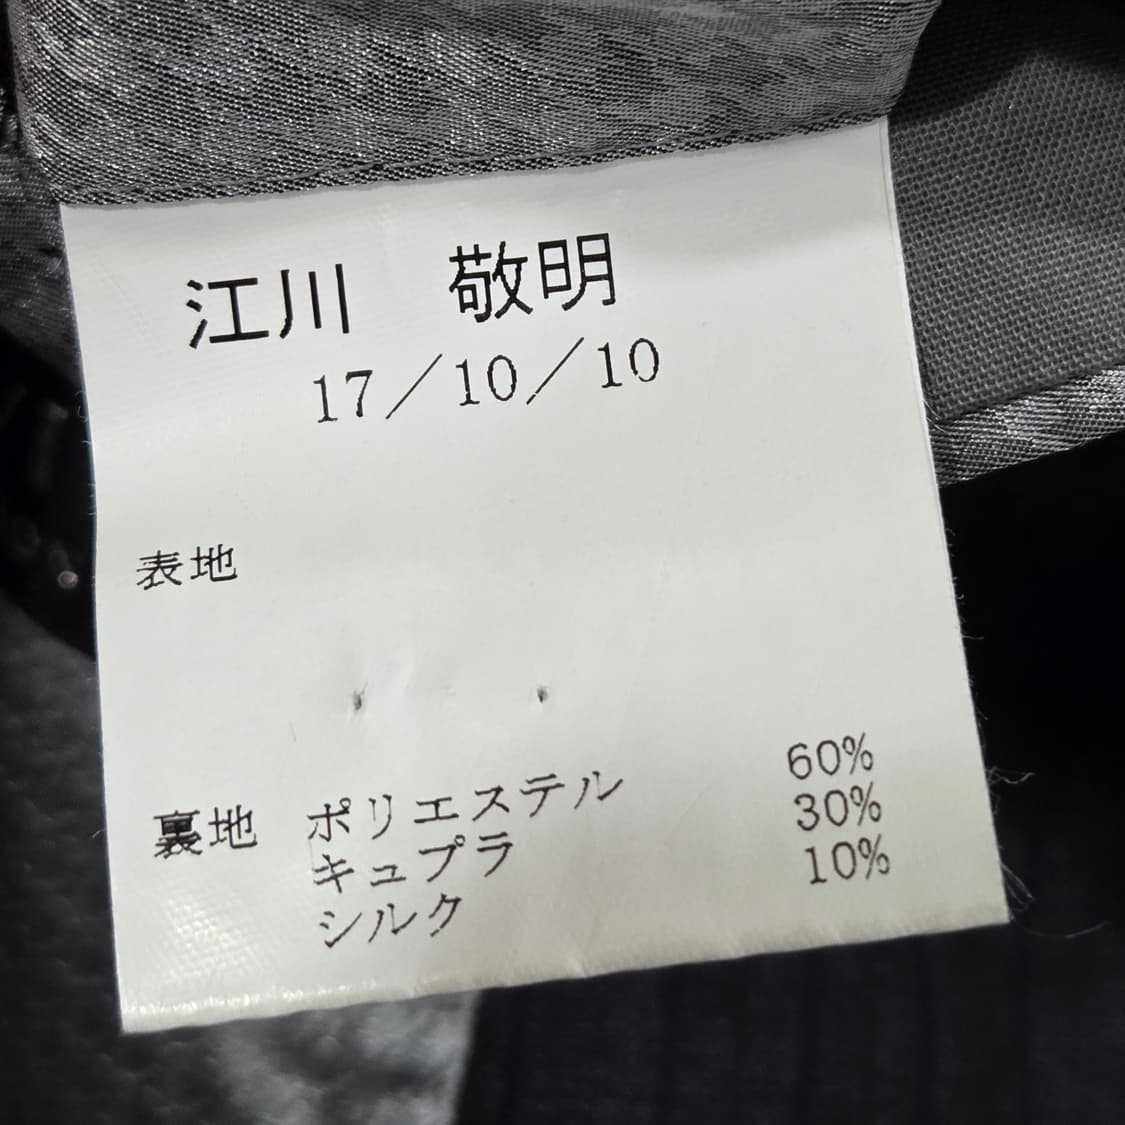 江川　敬明
17／10／10
表地
裏地 ポリエステル 60%
キュプラ 30%
シルク 10%